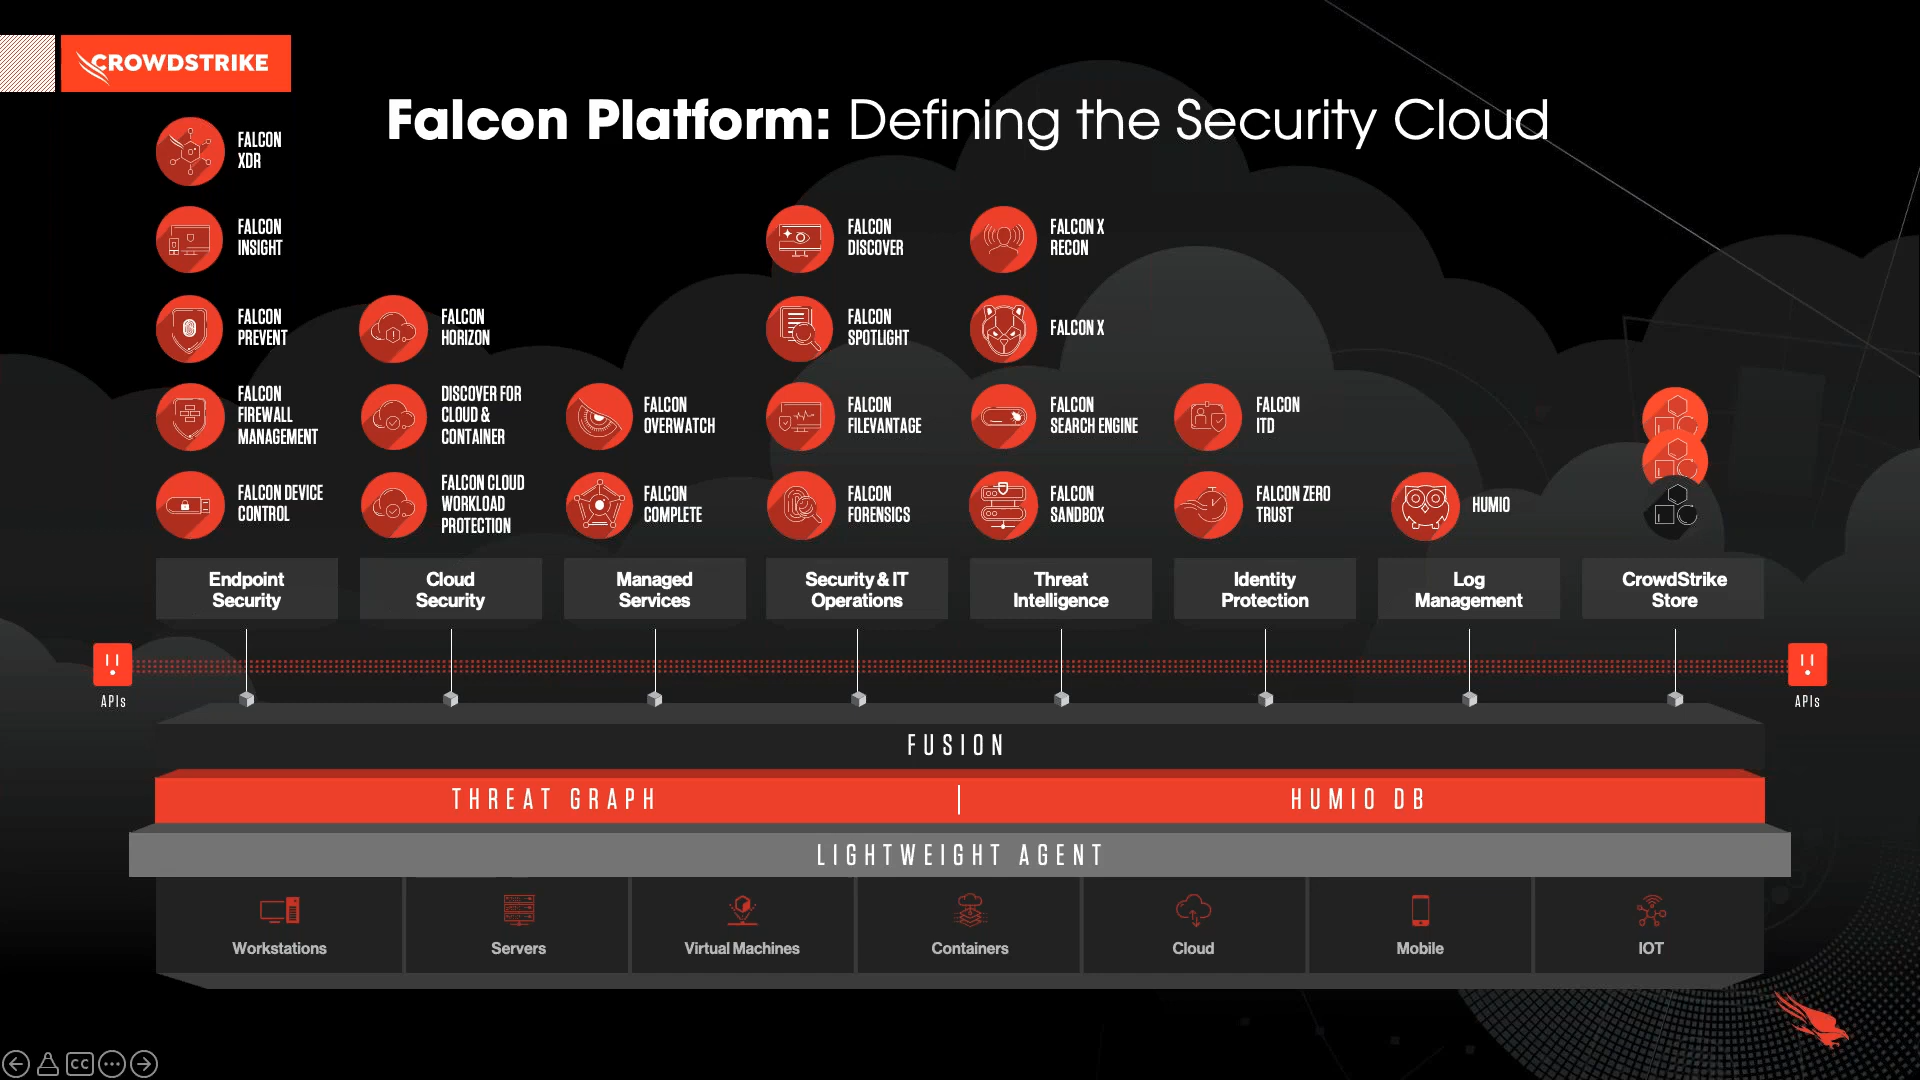 CROWDSTRIKE
Falcon Platform: Defining the Security Cloud
FALCON
XDR
FALCON
INSIGHT
FALCON
PREVENT
FALCON
FIREWALL
MANAGEMENT
FALCON DEVICE
CONTROL
Endpoint
Security
FALCON
HORIZON
DISCOVER FOR
CLOUD &
CONTAINER
FALCON CLOUD
WORKLOAD
PROTECTION
Cloud
Security
FALCON
OVERWATCH
FALCON
COMPLETE
Managed
Services
FALCON
DISCOVER
FALCON
SPOTLIGHT
FALCON
FILEVANTAGE
FALCON
FORENSICS
Security & IT
Operations
FALCON X
RECON
FALCON X
FALCON
SEARCH ENGINE
FALCON
SANDBOX
Threat
Intelligence
FALCON
ITD
FALCON ZERO
TRUST
Identity
Protection
HUMIO
Log
Management
CrowdStrike
Store
APIs
APIs
FUSION
THREAT GRAPH | HUMIO DB
LIGHTWEIGHT AGENT
Workstations
Servers
Virtual Machines
Containers
Cloud
Mobile
IOT
CC